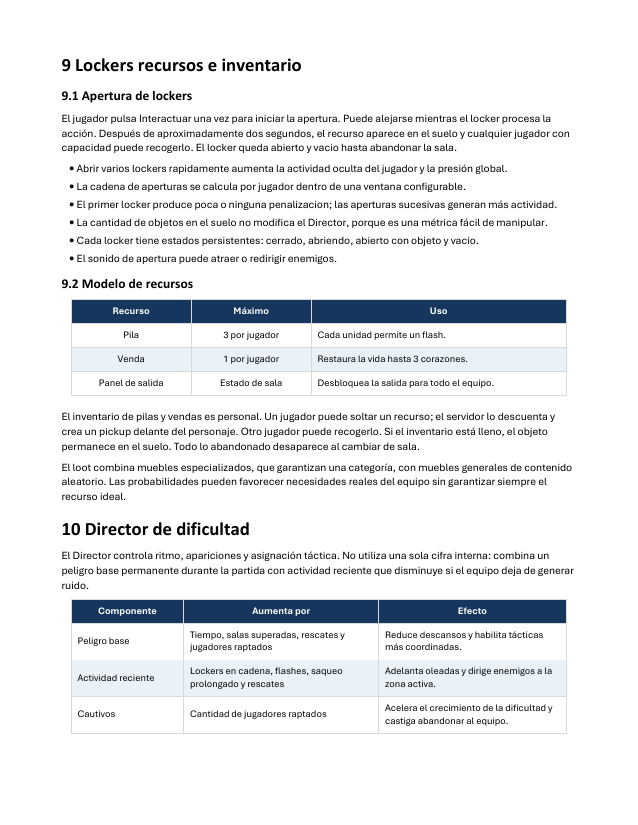 9 Lockers recursos e inventario
9.1 Apertura de lockers
El jugador pulsa Interactuar una vez para iniciar la apertura. Puede alejarse mientras el locker procesa la
acción. Después de aproximadamente dos segundos, el recurso aparece en el suelo y cualquier jugador con
capacidad puede recogerlo. El locker queda abierto y vacio hasta abandonar la sala.
• Abrir varios lockers rapidamente aumenta la actividad oculta del jugador y la presión global.
• La cadena de aperturas se calcula por jugador dentro de una ventana configurable.
• El primer locker produce poca o ninguna penalizacion; las aperturas sucesivas generan más actividad.
• La cantidad de objetos en el suelo no modifica el Director, porque es una métrica fácil de manipular.
• Cada locker tiene estados persistentes: cerrado, abriendo, abierto con objeto y vacio.
• El sonido de apertura puede atraer o redirigir enemigos.
9.2 Modelo de recursos
Recurso Máximo Uso
Pila 3 por jugador Cada unidad permite un flash.
Venda 1 por jugador Restaura la vida hasta 3 corazones.
Panel de salida Estado de sala Desbloquea la salida para todo el equipo.
El inventario de pilas y vendas es personal. Un jugador puede soltar un recurso; el servidor lo descuenta y
crea un pickup delante del personaje. Otro jugador puede recogerlo. Si el inventario está lleno, el objeto
permanece en el suelo. Todo lo abandonado desaparece al cambiar de sala.
El loot combina muebles especializados, que garantizan una categoría, con muebles generales de contenido
aleatorio. Las probabilidades pueden favorecer necesidades reales del equipo sin garantizar siempre el
recurso ideal.
10 Director de dificultad
El Director controla ritmo, apariciones y asignación táctica. No utiliza una sola cifra interna: combina un
peligro base permanente durante la partida con actividad reciente que disminuye si el equipo deja de generar
ruido.
Componente Aumenta por Efecto
Peligro base Tiempo, salas superadas, rescates y
jugadores raptados Reduce descansos y habilita tácticas
más coordinadas.
Actividad reciente Lockers en cadena, flashes, saqueo
prolongado y rescates Adelanta oleadas y dirige enemigos a la
zona activa.
Cautivos Cantidad de jugadores raptados Acelera el crecimiento de la dificultad y
castiga abandonar al equipo.